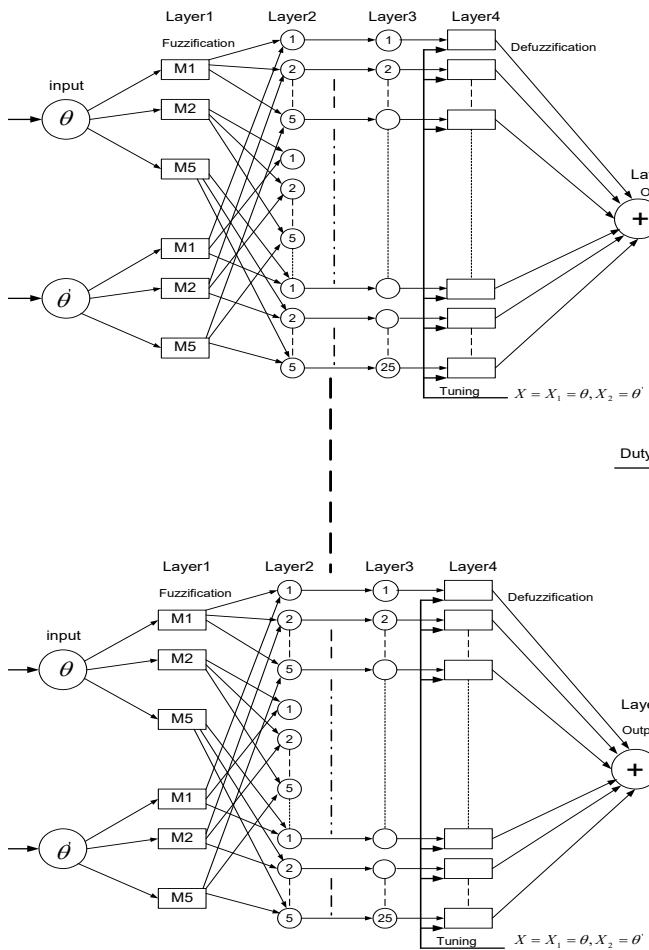 Layer1 Layer2 Layer3 Layer4
Fuzzification 1 1 Defuzzification
M1 2 2
input
θ M2 5
1
M5 2
La
O
+
M1 5
θ̇ M2 1
2
M5 5 25
Tuning X = X₁ = θ, X₂ = θ˙
Duty
Layer1 Layer2 Layer3 Layer4
Fuzzification 1 1 Defuzzification
M1 2 2
input
θ M2 5
1
M5 2
Laye
Outp
+
M1 5
θ̇ M2 1
2
M5 5 25
Tuning X = X₁ = θ, X₂ = θ˙